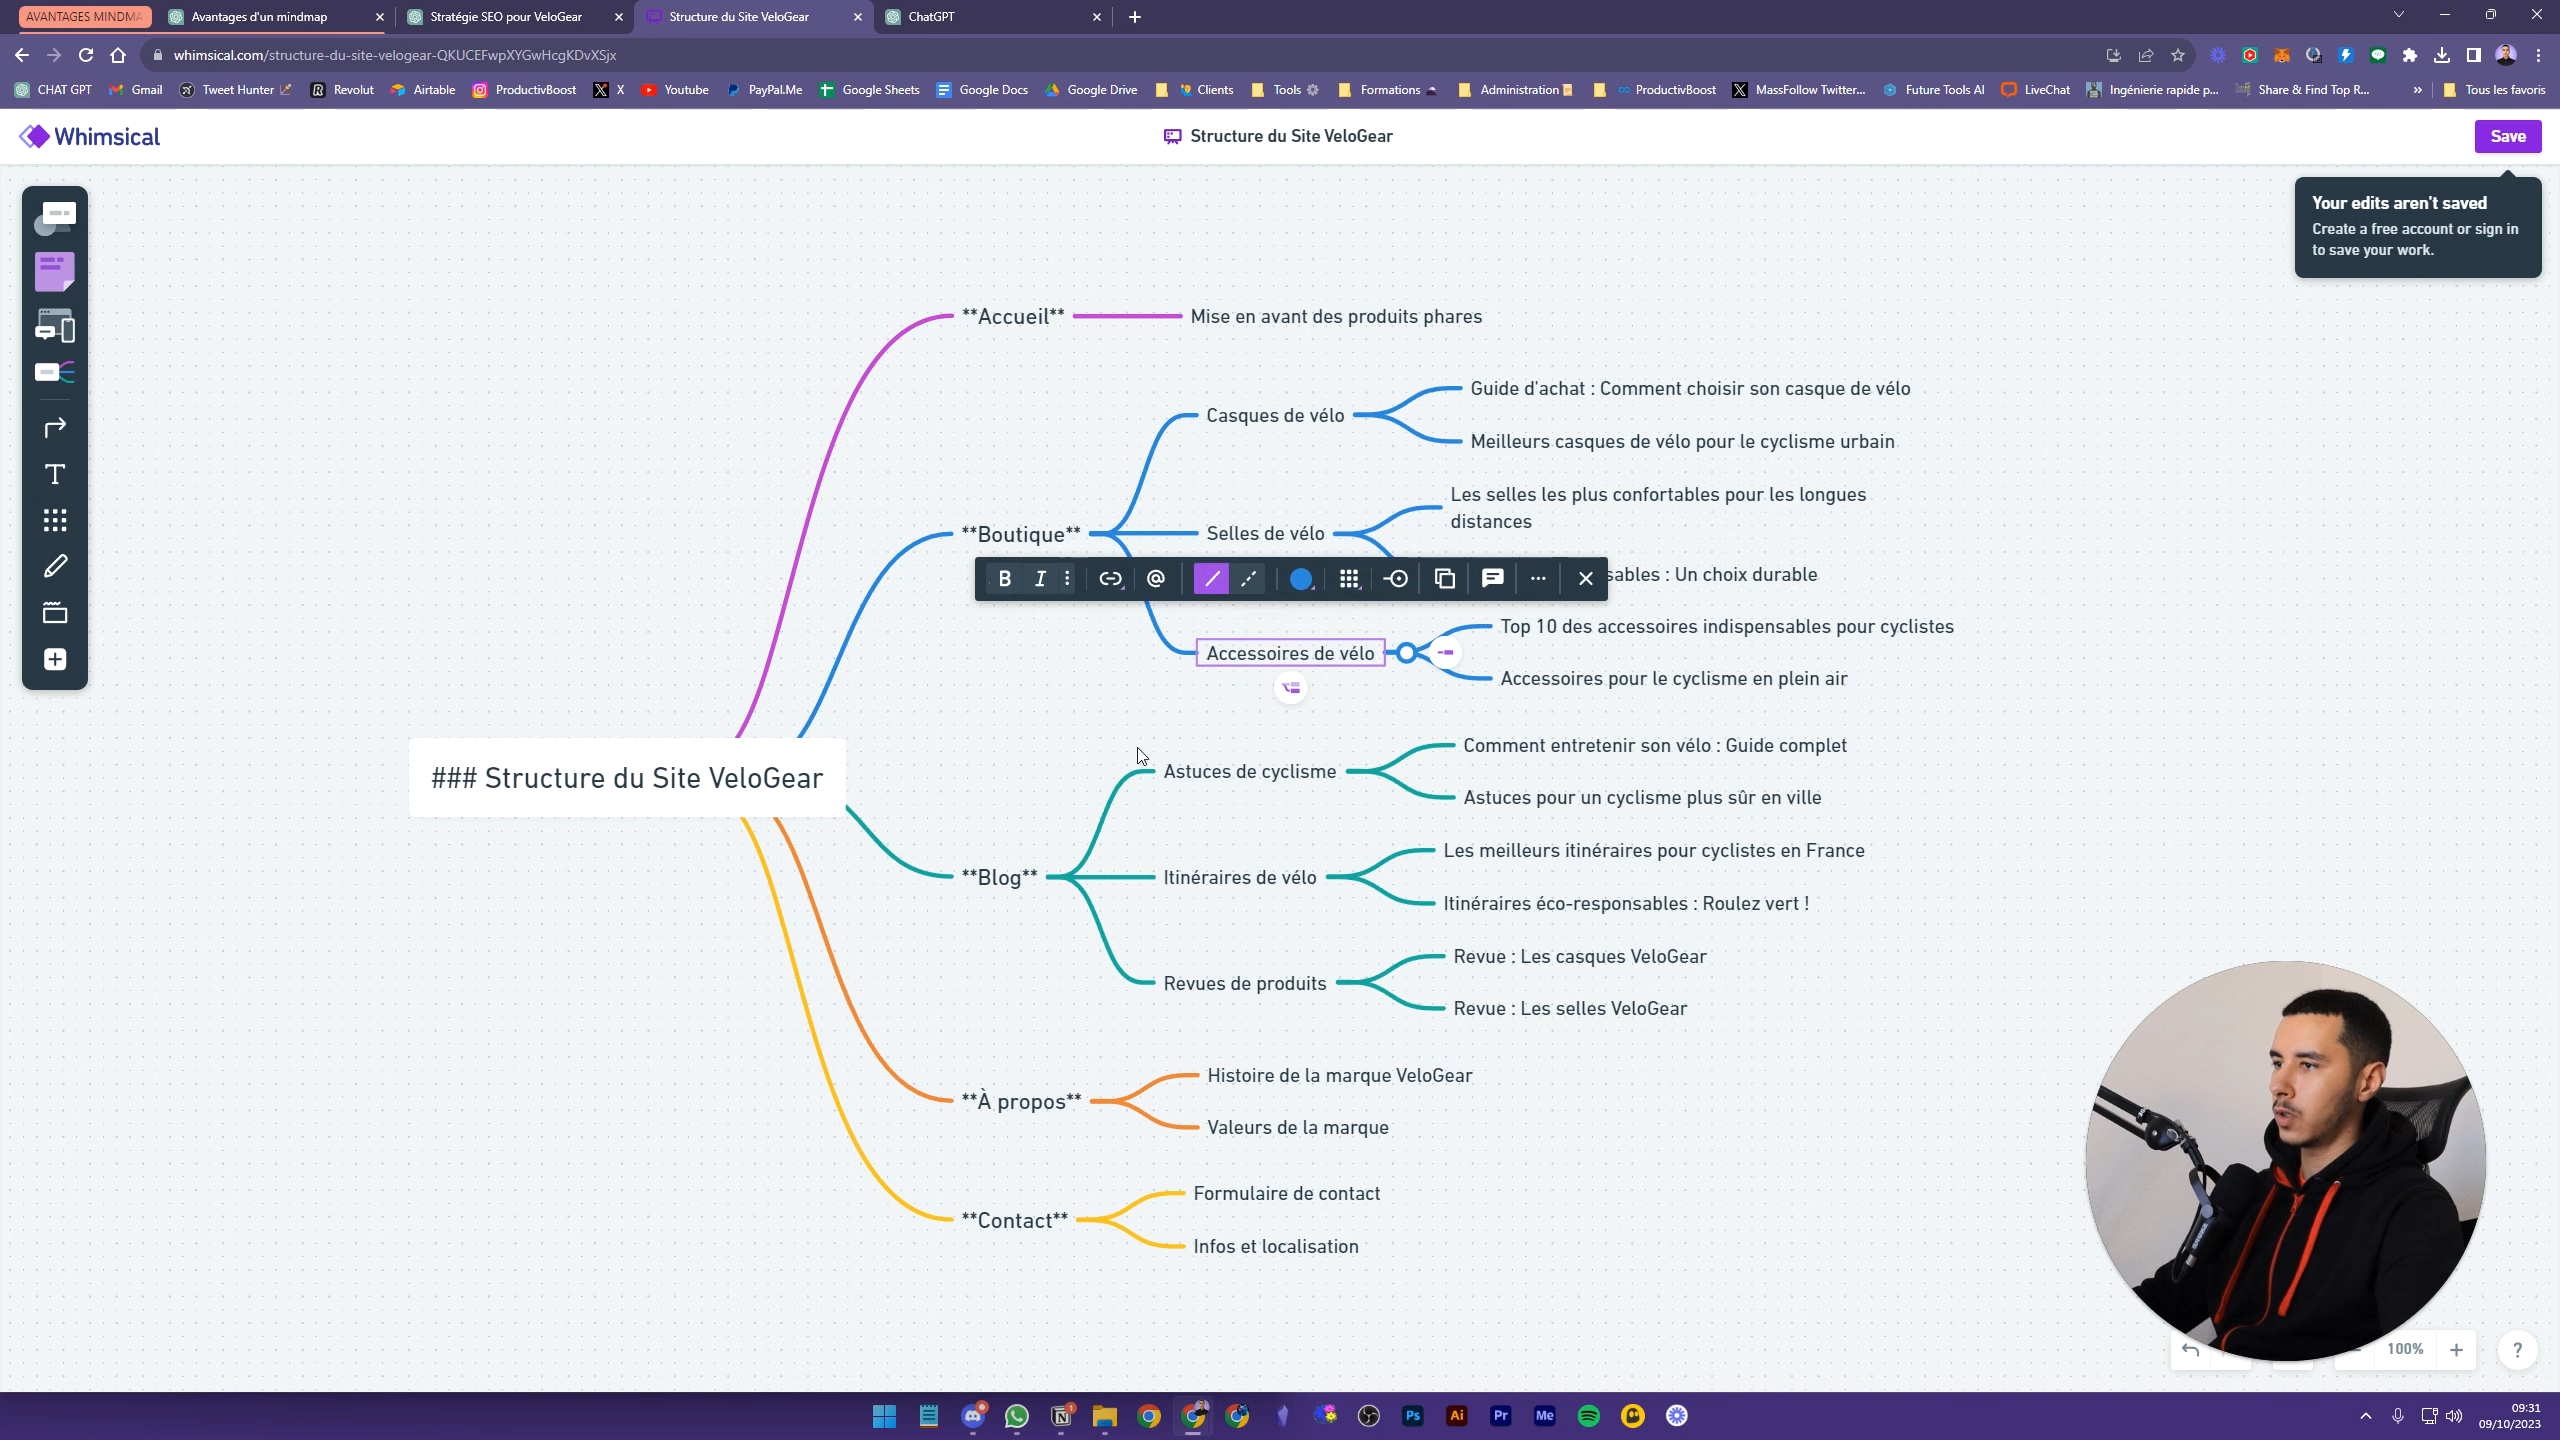 AVANTAGES MINDMA
Avantages d'un mindmap
Stratégie SEO pour VeloGear
Structure du Site VeloGear
ChatGPT
whimsical.com/structure-du-site-velogear-QKUCEFwpXYGwHcgKDvXSjx
CHAT GPT
Gmail
Tweet Hunter
Revolut
Airtable
ProductivBoost
X
Youtube
PayPal.Me
Google Sheets
Google Docs
Google Drive
Clients
Tools
Formations
Administration
ProductivBoost
MassFollow Twitter...
Future Tools AI
LiveChat
Ingénierie rapide p...
Share & Find Top R...
»
Tous les favoris
Whimsical
Structure du Site VeloGear
Save
Your edits aren't saved
Create a free account or sign in
to save your work.
**Accueil**
Mise en avant des produits phares
Guide d'achat : Comment choisir son casque de vélo
Casques de vélo
Meilleurs casques de vélo pour le cyclisme urbain
Les selles les plus confortables pour les longues
distances
**Boutique**
Selles de vélo
B I @
sables : Un choix durable
Top 10 des accessoires indispensables pour cyclistes
Accessoires de vélo
Accessoires pour le cyclisme en plein air
### Structure du Site VeloGear
Comment entretenir son vélo : Guide complet
Astuces de cyclisme
Astuces pour un cyclisme plus sûr en ville
Les meilleurs itinéraires pour cyclistes en France
**Blog**
Itinéraires de vélo
Itinéraires éco-responsables : Roulez vert !
Revue : Les casques VeloGear
Revues de produits
Revue : Les selles VeloGear
Histoire de la marque VeloGear
**À propos**
Valeurs de la marque
Formulaire de contact
**Contact**
Infos et localisation
100%
?
Ps
Ai
Pr
Me
09:31
09/10/2023